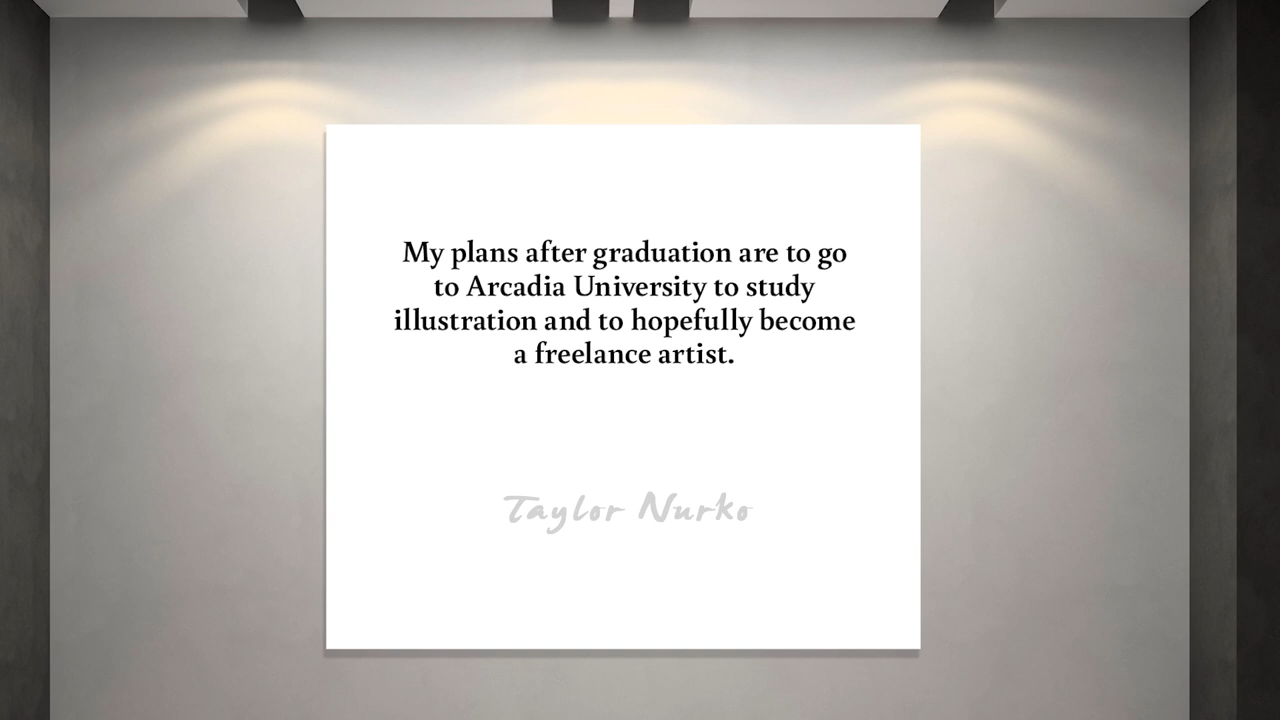 My plans after graduation are to go
to Arcadia University to study
illustration and to hopefully become
a freelance artist.
Taylor Nurko